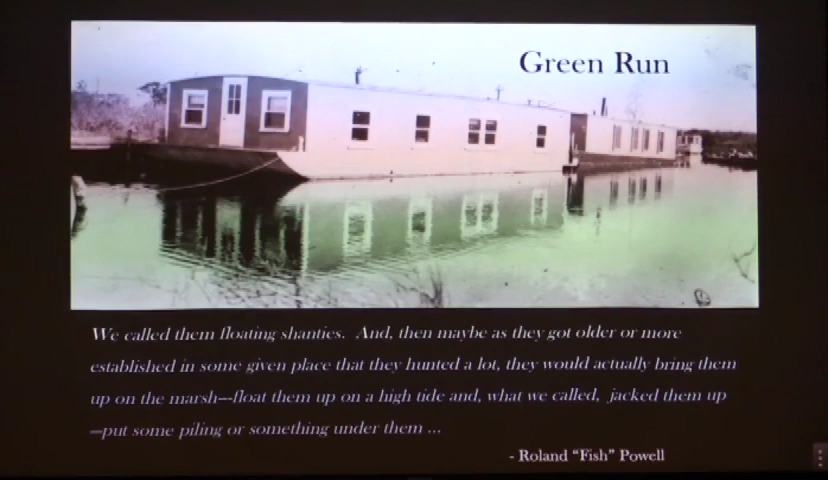 Green Run
We called them floating shanties. And, then maybe as they got older or more
established in some given place that they hunted a lot, they would actually bring them
up on the marsh---float them up on a high tide and, what we called, jacked them up
—put some piling or something under them ...
- Roland "Fish" Powell